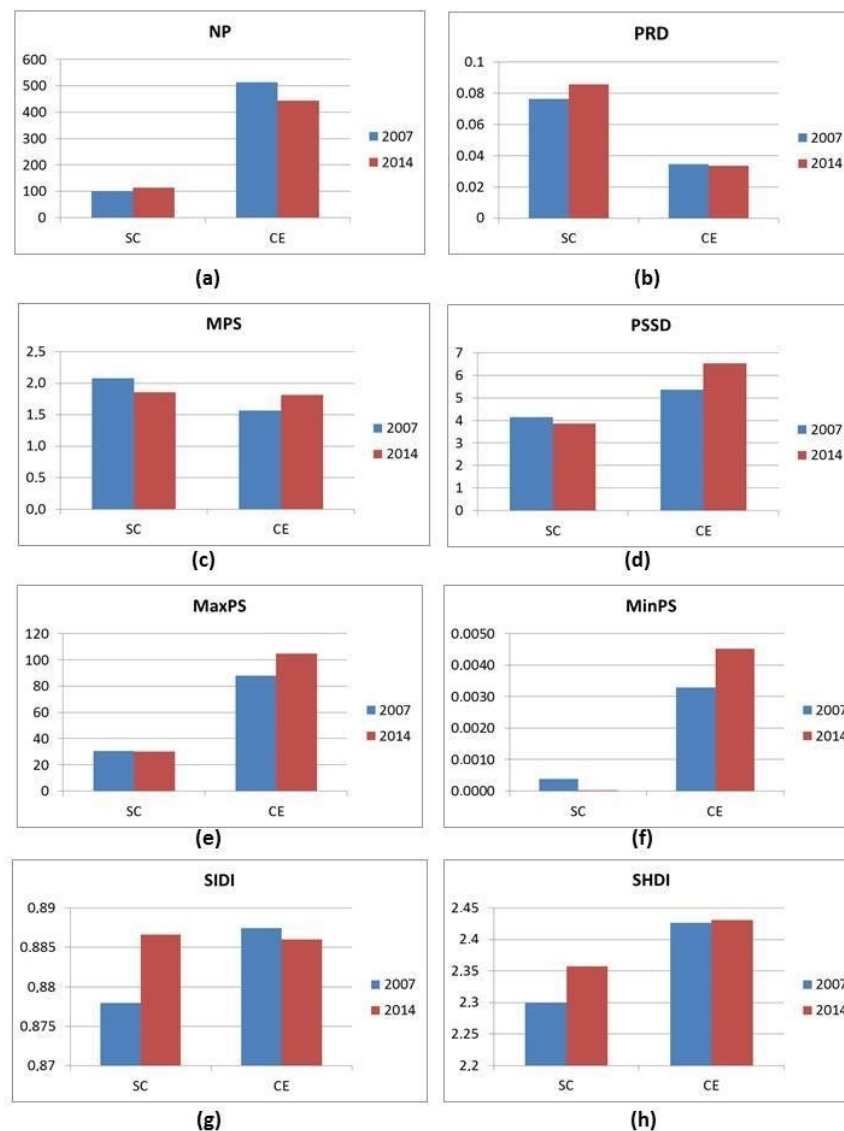 NP
600
500
400
300
200
100
0
SC CE
2007
2014
(a)
PRD
0.1
0.08
0.06
0.04
0.02
0
SC CE
2007
2014
(b)
MPS
2.5
2.0
1.5
1.0
0.5
0.0
SC CE
2007
2014
(c)
PSSD
7
6
5
4
3
2
1
0
SC CE
2007
2014
(d)
MaxPS
120
100
80
60
40
20
0
SC CE
2007
2014
(e)
MinPS
0.0050
0.0040
0.0030
0.0020
0.0010
0.0000
SC CE
2007
2014
(f)
SIDI
0,89
0,885
0,88
0,875
0,87
SC CE
2007
2014
(g)
SHDI
2.45
2.4
2.35
2.3
2.25
2.2
SC CE
2007
2014
(h)